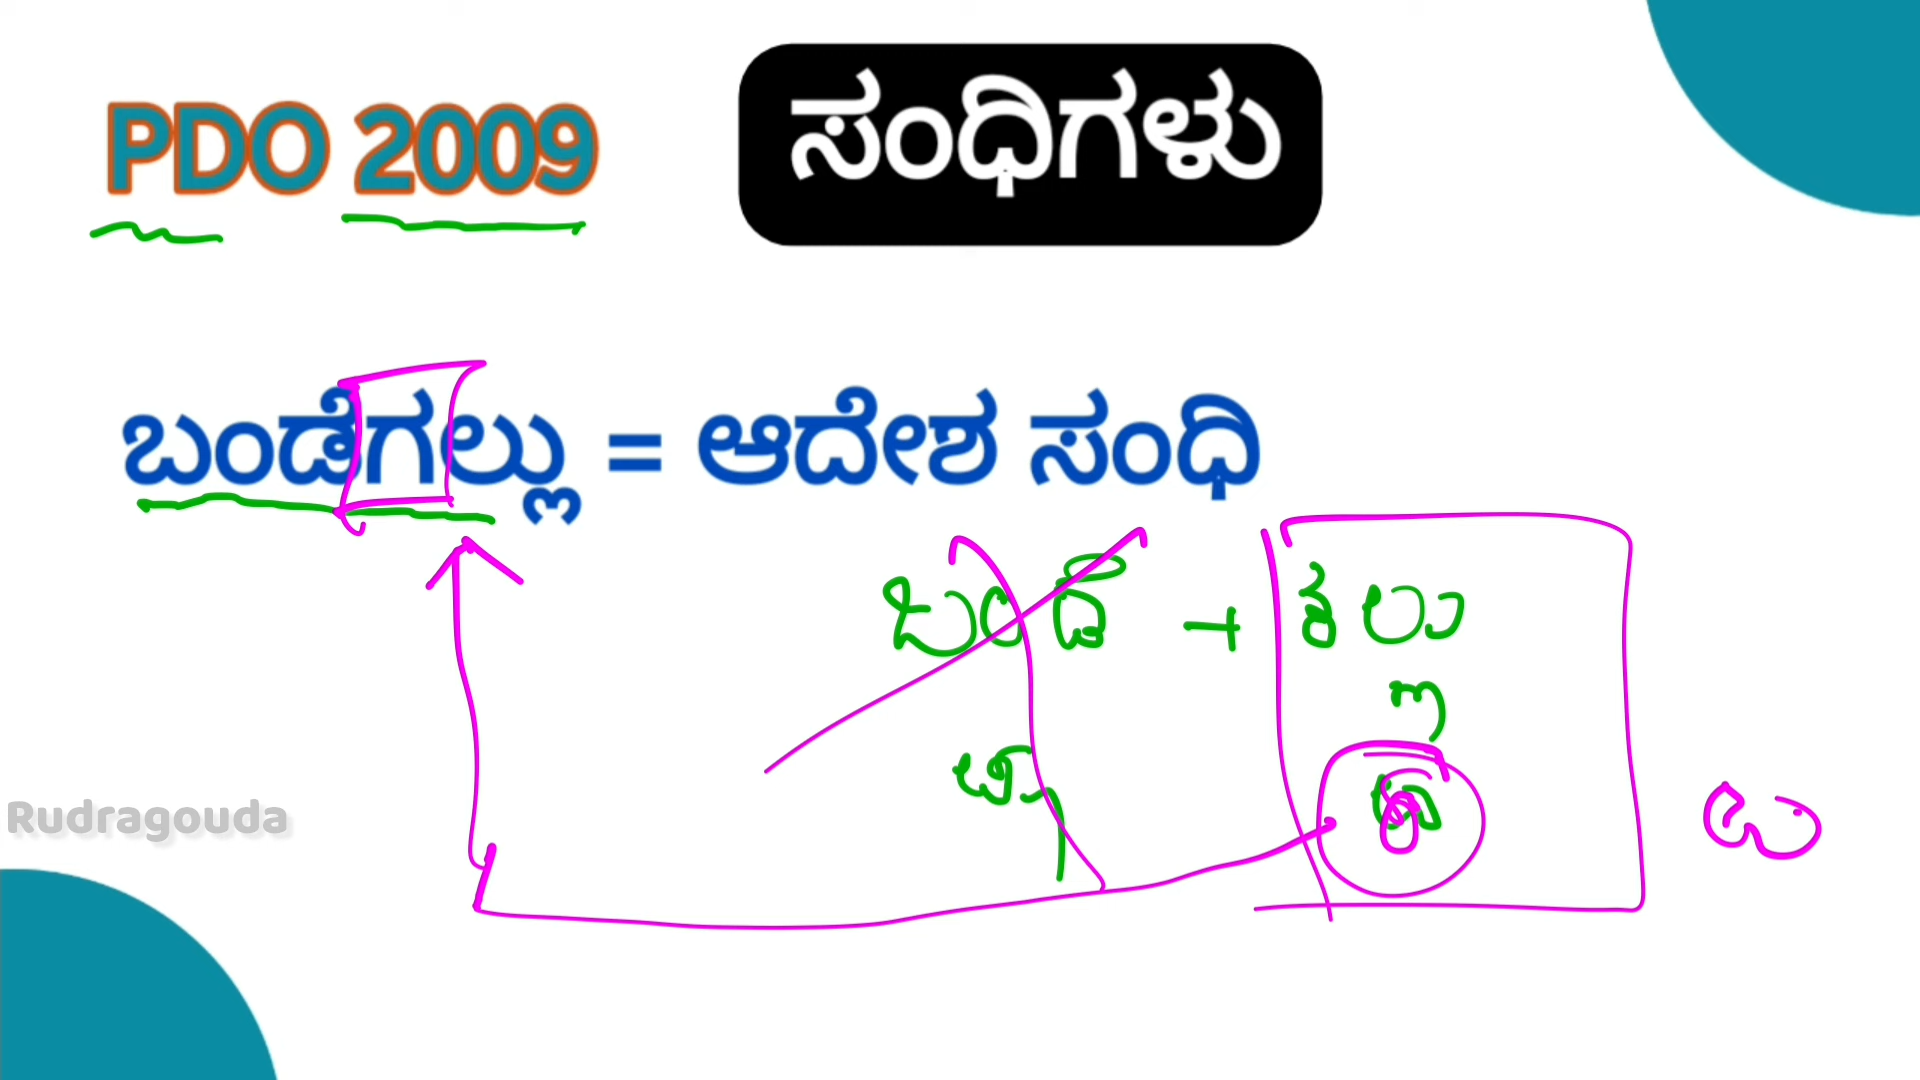 PDO 2009
ಸಂಧಿಗಳು
ಬಂಡೆಗಲ್ಲು = ಆದೇಶ ಸಂಧಿ
ಬಂಡೆ + ಕಲ್ಲು
Rudragouda